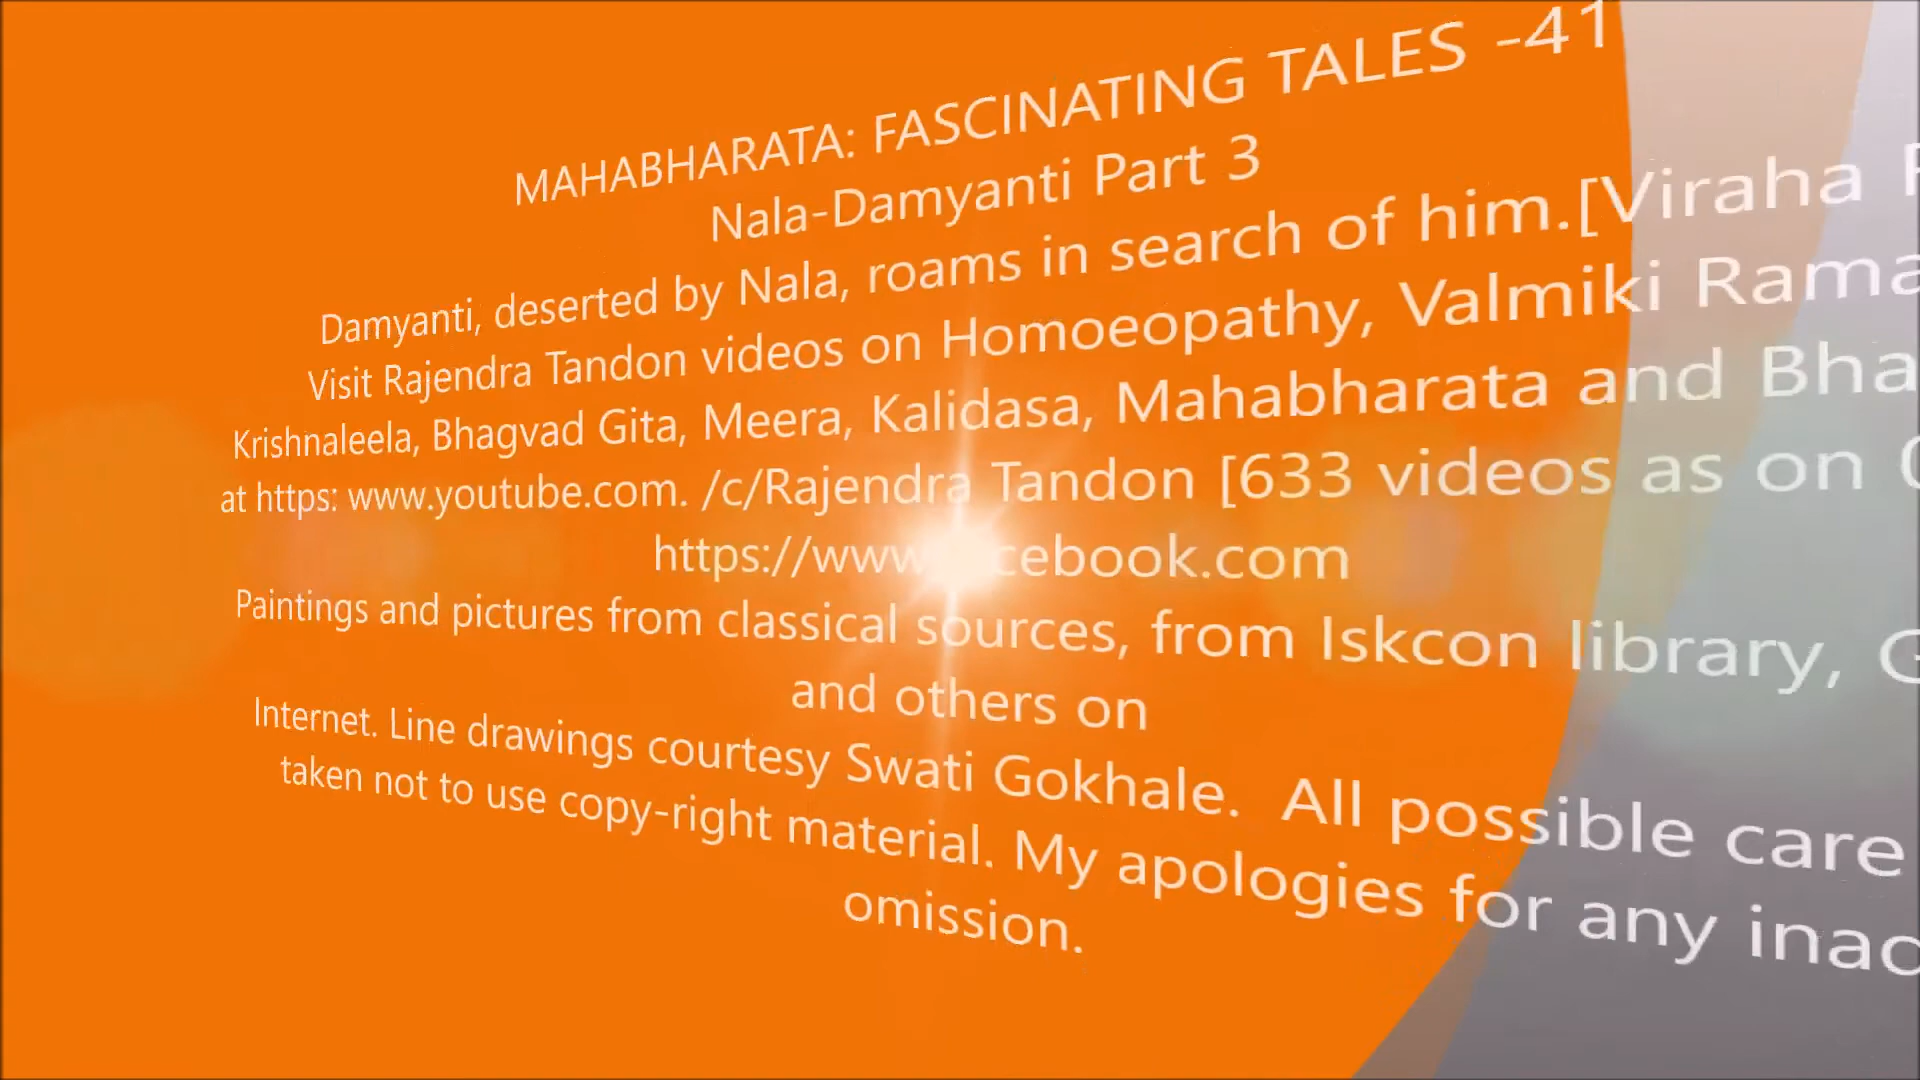 MAHABHARATA: FASCINATING TALES -41
Nala-Damyanti Part 3
Damyanti, deserted by Nala, roams in search of him.[Viraha
Visit Rajendra Tandon videos on Homoeopathy, Valmiki Rama
Krishnaleela, Bhagvad Gita, Meera, Kalidasa, Mahabharata and Bha
at https: www.youtube.com. /c/Rajendra Tandon [633 videos as on
https://www cebook.com
Paintings and pictures from classical sources, from Iskcon library, G
and others on
Internet. Line drawings courtesy Swati Gokhale. All possible care
taken not to use copy-right material. My apologies for any inac
omission.